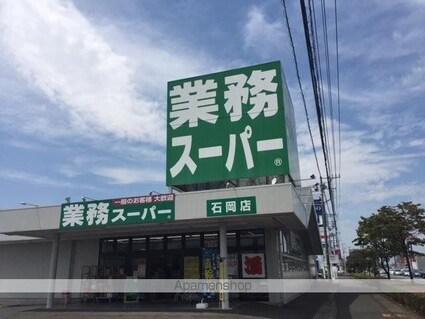 業務
スーパー®
一般のお客様 大歓迎
業務スーパー
石岡店
Apamanshop